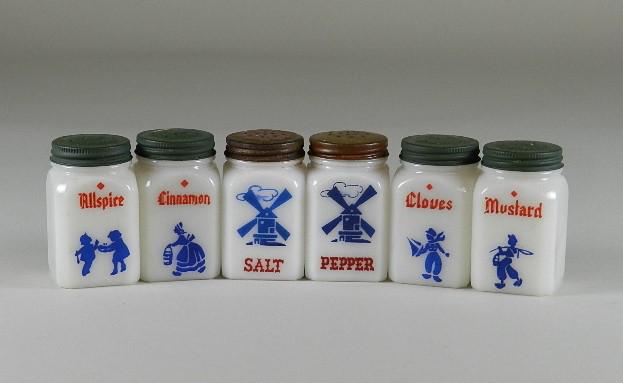 Allspice
Cinnamon
SALT
PEPPER
Cloves
Mustard